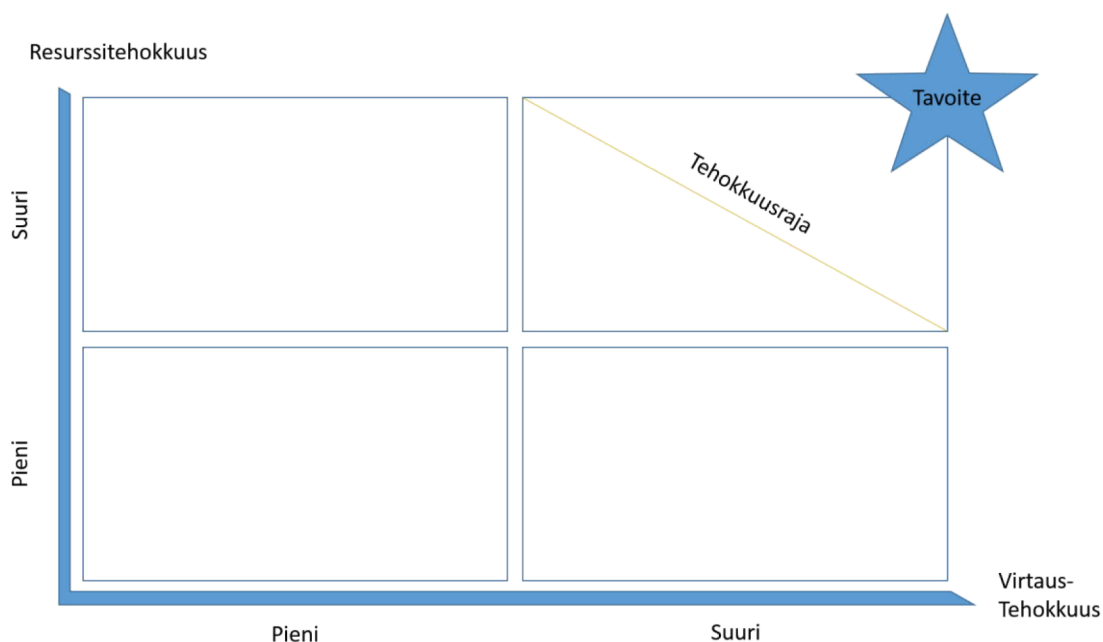 Resurssitehokkuus
Tavoite
Suuri
Tehokkuusraja
Pieni
Virtaus-
Tehokkuus
Pieni
Suuri